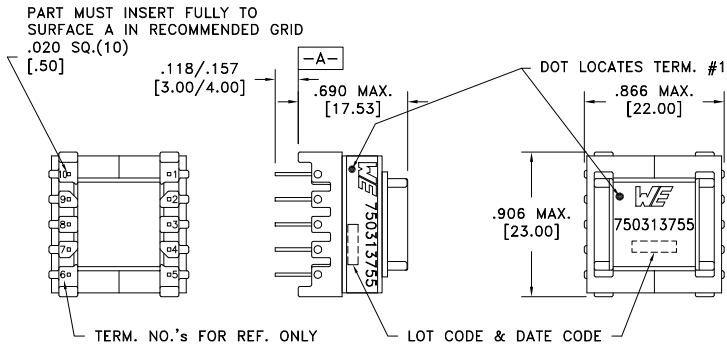 PART MUST INSERT FULLY TO
SURFACE A IN RECOMMENDED GRID
.020 SQ.(10)
[.50]
.118/.157
[3.00/4.00]
-A-
.690 MAX.
[17.53]
DOT LOCATES TERM. #1
.866 MAX.
[22.00]
10
1
9
2
8
3
7
4
6
5
WE 750313755
.906 MAX.
[23.00]
WE
750313755
TERM. NO.'s FOR REF. ONLY
LOT CODE & DATE CODE